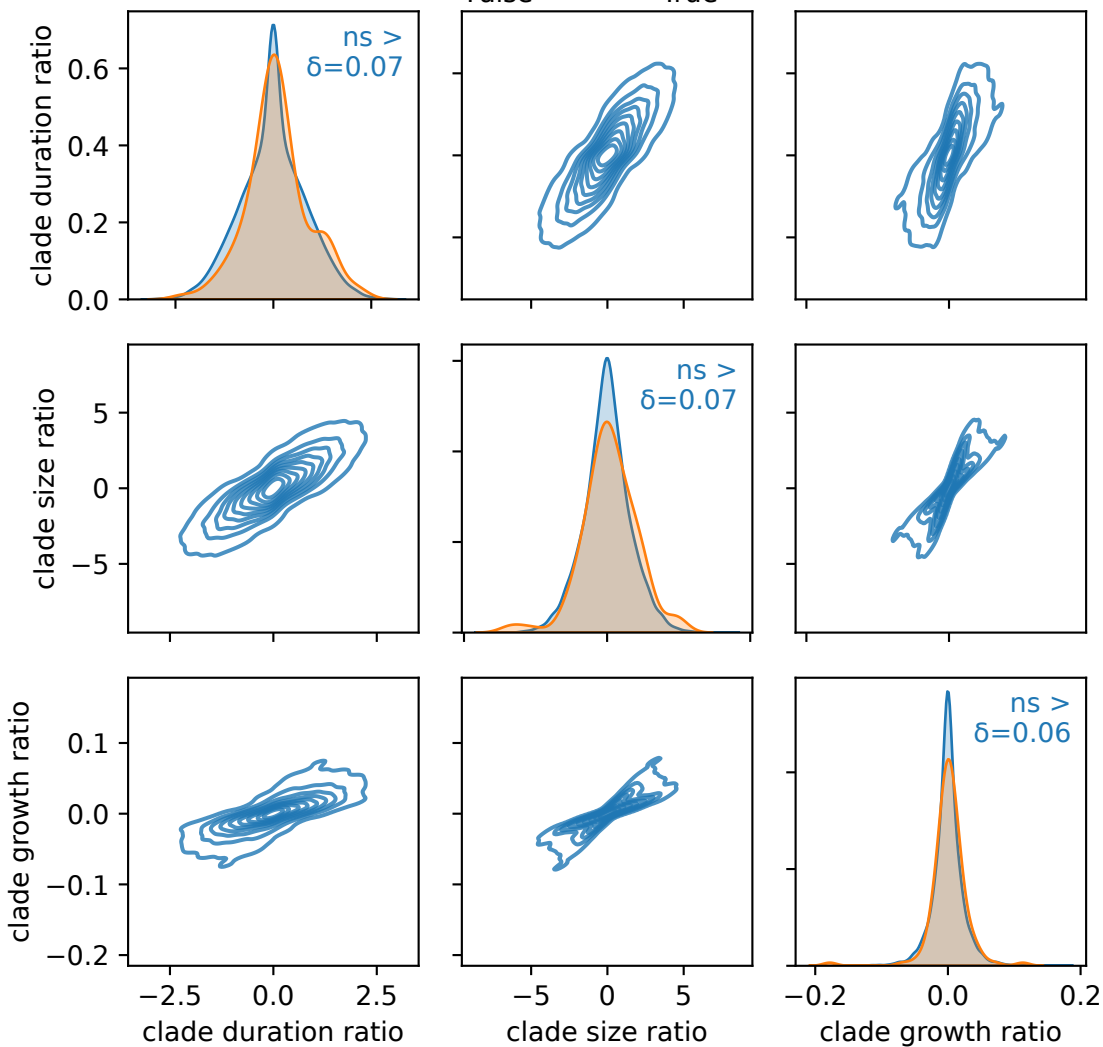 clade duration ratio
0.6
0.4
0.2
0.0
ns >
δ=0.07
clade size ratio
5
0
−5
ns >
δ=0.07
clade growth ratio
0.1
0.0
−0.1
−0.2
ns >
δ=0.06
−2.5 0.0 2.5
−5 0 5
−0.2 0.0 0.2
clade duration ratio
clade size ratio
clade growth ratio